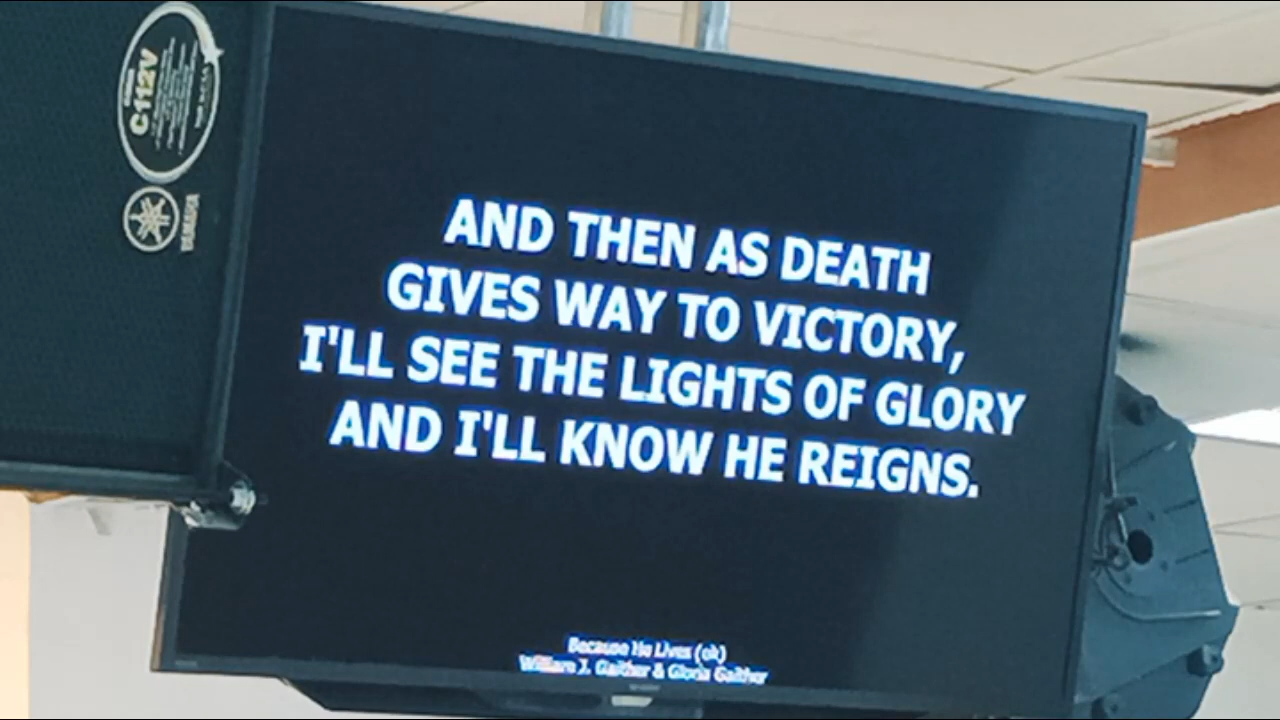 C112V
YAMAHA
AND THEN AS DEATH
GIVES WAY TO VICTORY,
I'LL SEE THE LIGHTS OF GLORY
AND I'LL KNOW HE REIGNS.
Because He Lives (ok)
William J. Gaither & Gloria Gaither